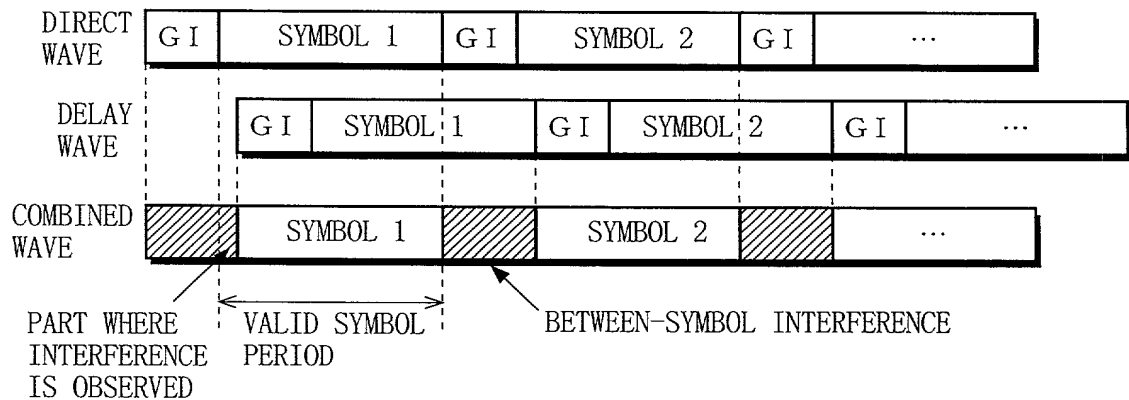 DIRECT WAVE
GI SYMBOL 1 GI SYMBOL 2 GI ...
DELAY WAVE
GI SYMBOL 1 GI SYMBOL 2 GI ...
COMBINED WAVE
SYMBOL 1 SYMBOL 2 ...
PART WHERE
INTERFERENCE
IS OBSERVED
VALID SYMBOL
PERIOD
BETWEEN-SYMBOL INTERFERENCE